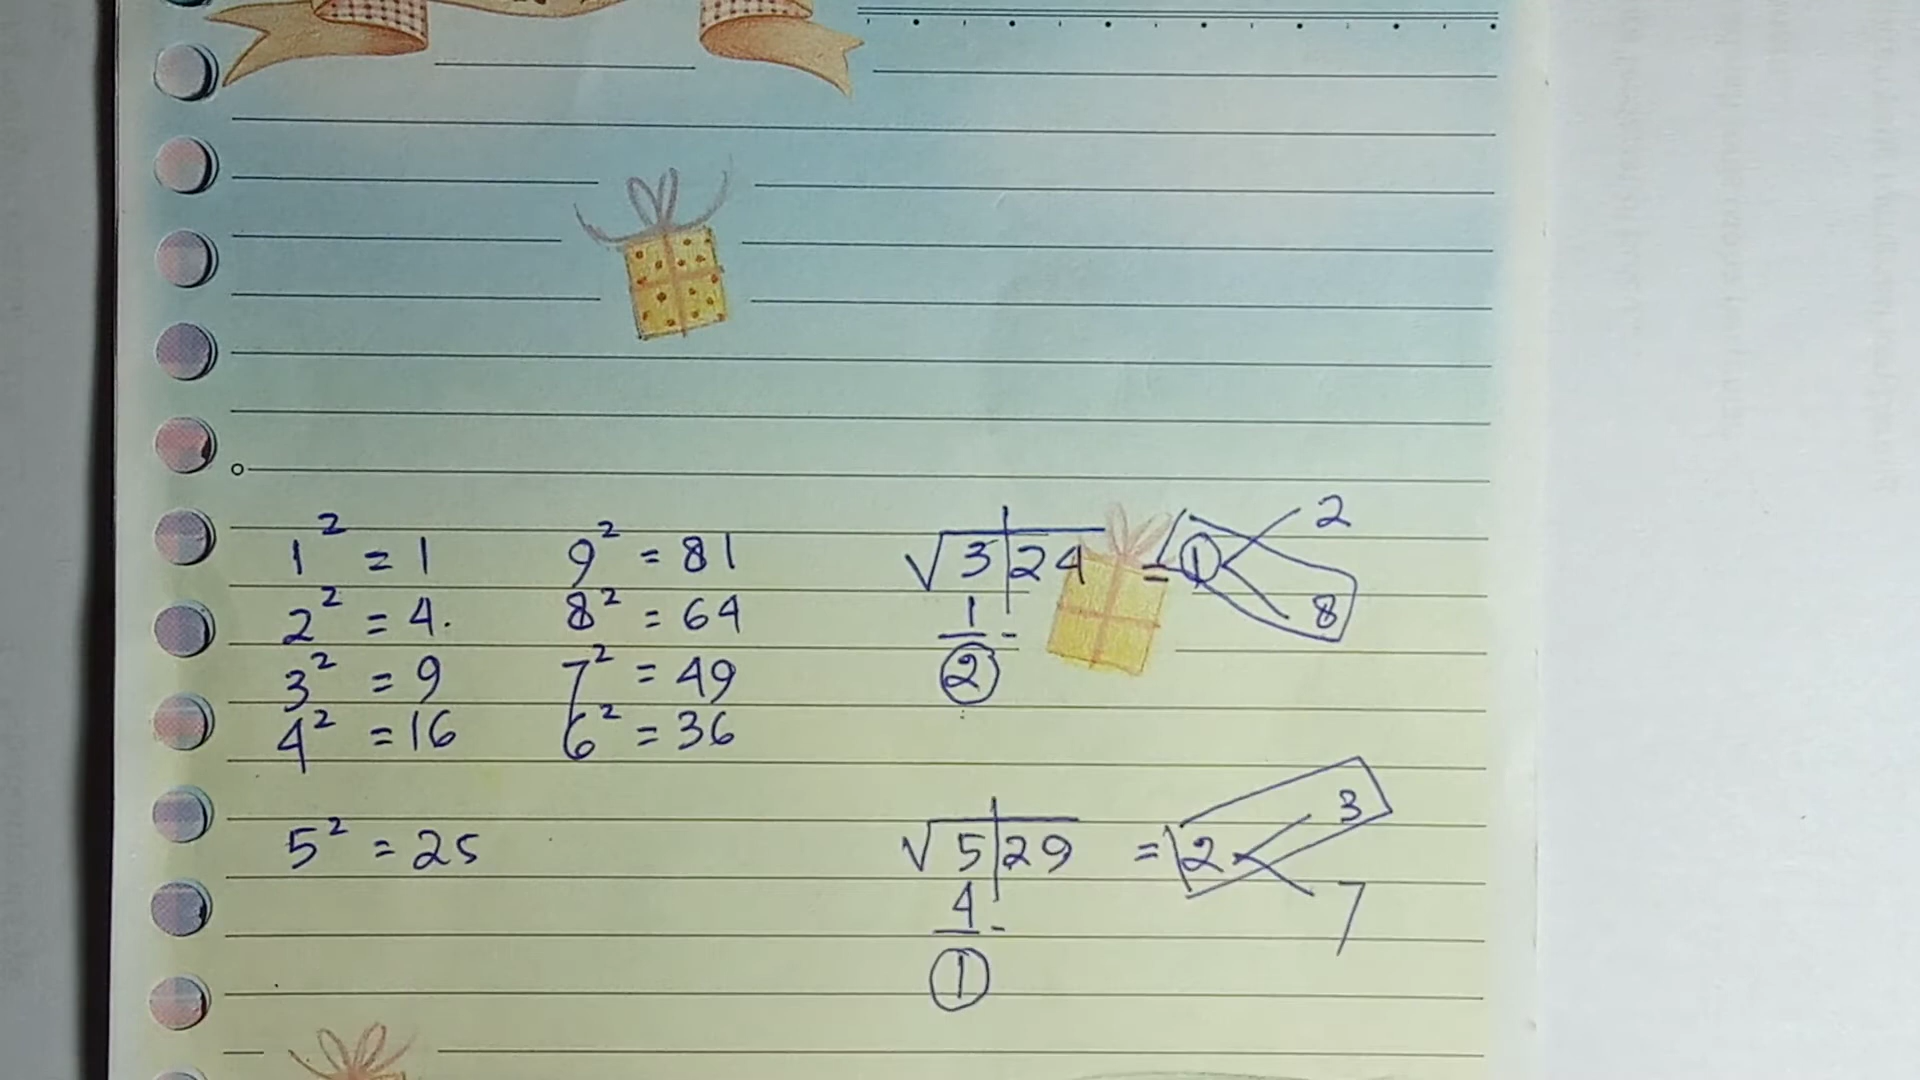 1² = 1
2² = 4.
3² = 9
4² = 16
5² = 25
9² = 81
8² = 64
7² = 49
6² = 36
√3|24 = 1 2 8
1 -
2
√5|29 = 2 3 7
4 -
1